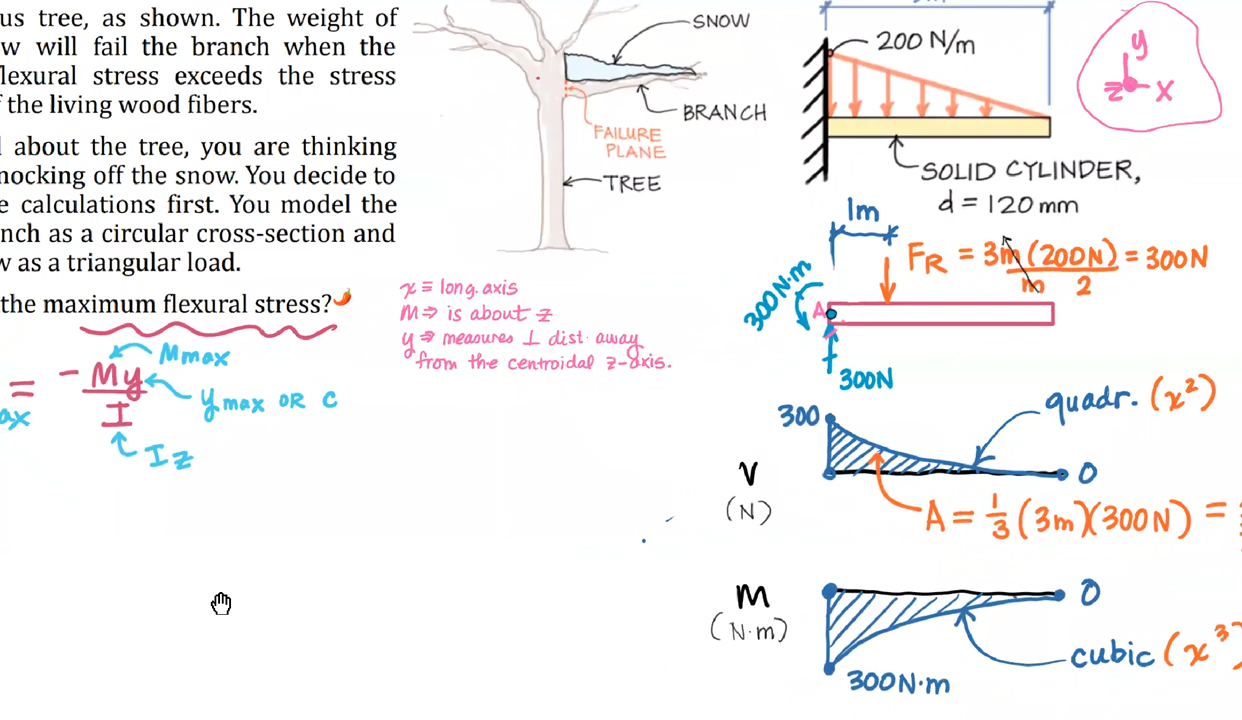 us tree, as shown. The weight of
w will fail the branch when the
flexural stress exceeds the stress
f the living wood fibers.
l about the tree, you are thinking
nocking off the snow. You decide to
e calculations first. You model the
nch as a circular cross-section and
w as a triangular load.
the maximum flexural stress?
ax = - My / I
Mmax
ymax OR C
Iz
SNOW
BRANCH
FAILURE
PLANE
TREE
x ≡ long. axis
M ⇒ is about z
y ⇒ measures ⊥ dist. away
from the centroidal z-axis.
200 N/m
SOLID CYLINDER,
d = 120 mm
y
z
x
1m
FR = 3m (200N) / m 2 = 300N
300 N·m
A
300N
300
quadr. (x²)
0
V
(N)
A = 1/3 (3m)(300N) =
M
(N·m)
0
cubic (x³)
300N·m